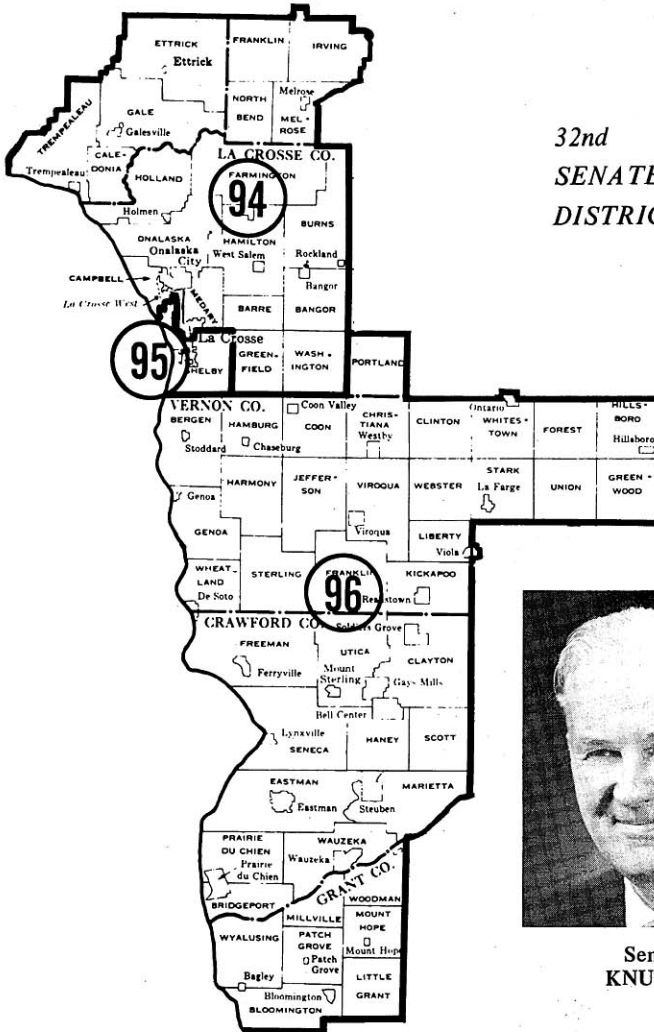 32nd
SENATE
DISTRIC
ETTRICK
Ettrick
FRANKLIN
IRVING
NORTH
BEND
Melrose
MEL-
ROSE
TREMPEALEAU
GALE
Galesville
CALE-
DONIA
Trempealeau
LA CROSSE CO.
HOLLAND
FARMINGTON
94
Holmen
BURNS
ONALASKA
Onalaska
City
HAMILTON
West Salem
Rockland
Bangor
CAMPBELL
La Crosse West
MEDARY
BARRE
BANGOR
La Crosse
95
SHELBY
GREEN-
FIELD
WASH-
INGTON
PORTLAND
VERNON CO.
BERGEN
Stoddard
HAMBURG
Chaseburg
Coon Valley
COON
CHRIS-
TIANA
Westby
CLINTON
Ontario
WHITES-
TOWN
FOREST
HILLS-
BORO
Hillsboro
Genoa
GENOA
HARMONY
JEFFER-
SON
VIROQUA
Viroqua
WEBSTER
STARK
La Farge
UNION
GREEN-
WOOD
LIBERTY
Viola
WHEAT-
LAND
De Soto
STERLING
FRANKLIN
96
KICKAPOO
Readstown
CRAWFORD CO.
Soldiers Grove
FREEMAN
Ferryville
UTICA
Mount
Sterling
CLAYTON
Gays Mills
Bell Center
Lynxville
SENECA
HANEY
SCOTT
EASTMAN
Eastman
Steuben
MARIETTA
PRAIRIE
DU CHIEN
Prairie
du Chien
WAUZEKA
Wauzeka
BRIDGEPORT
GRANT CO.
WOODMAN
MILLVILLE
MOUNT
HOPE
Mount Hope
WYALUSING
PATCH
GROVE
Patch
Grove
Bagley
LITTLE
GRANT
Bloomington
BLOOMINGTON
Sen
KNU